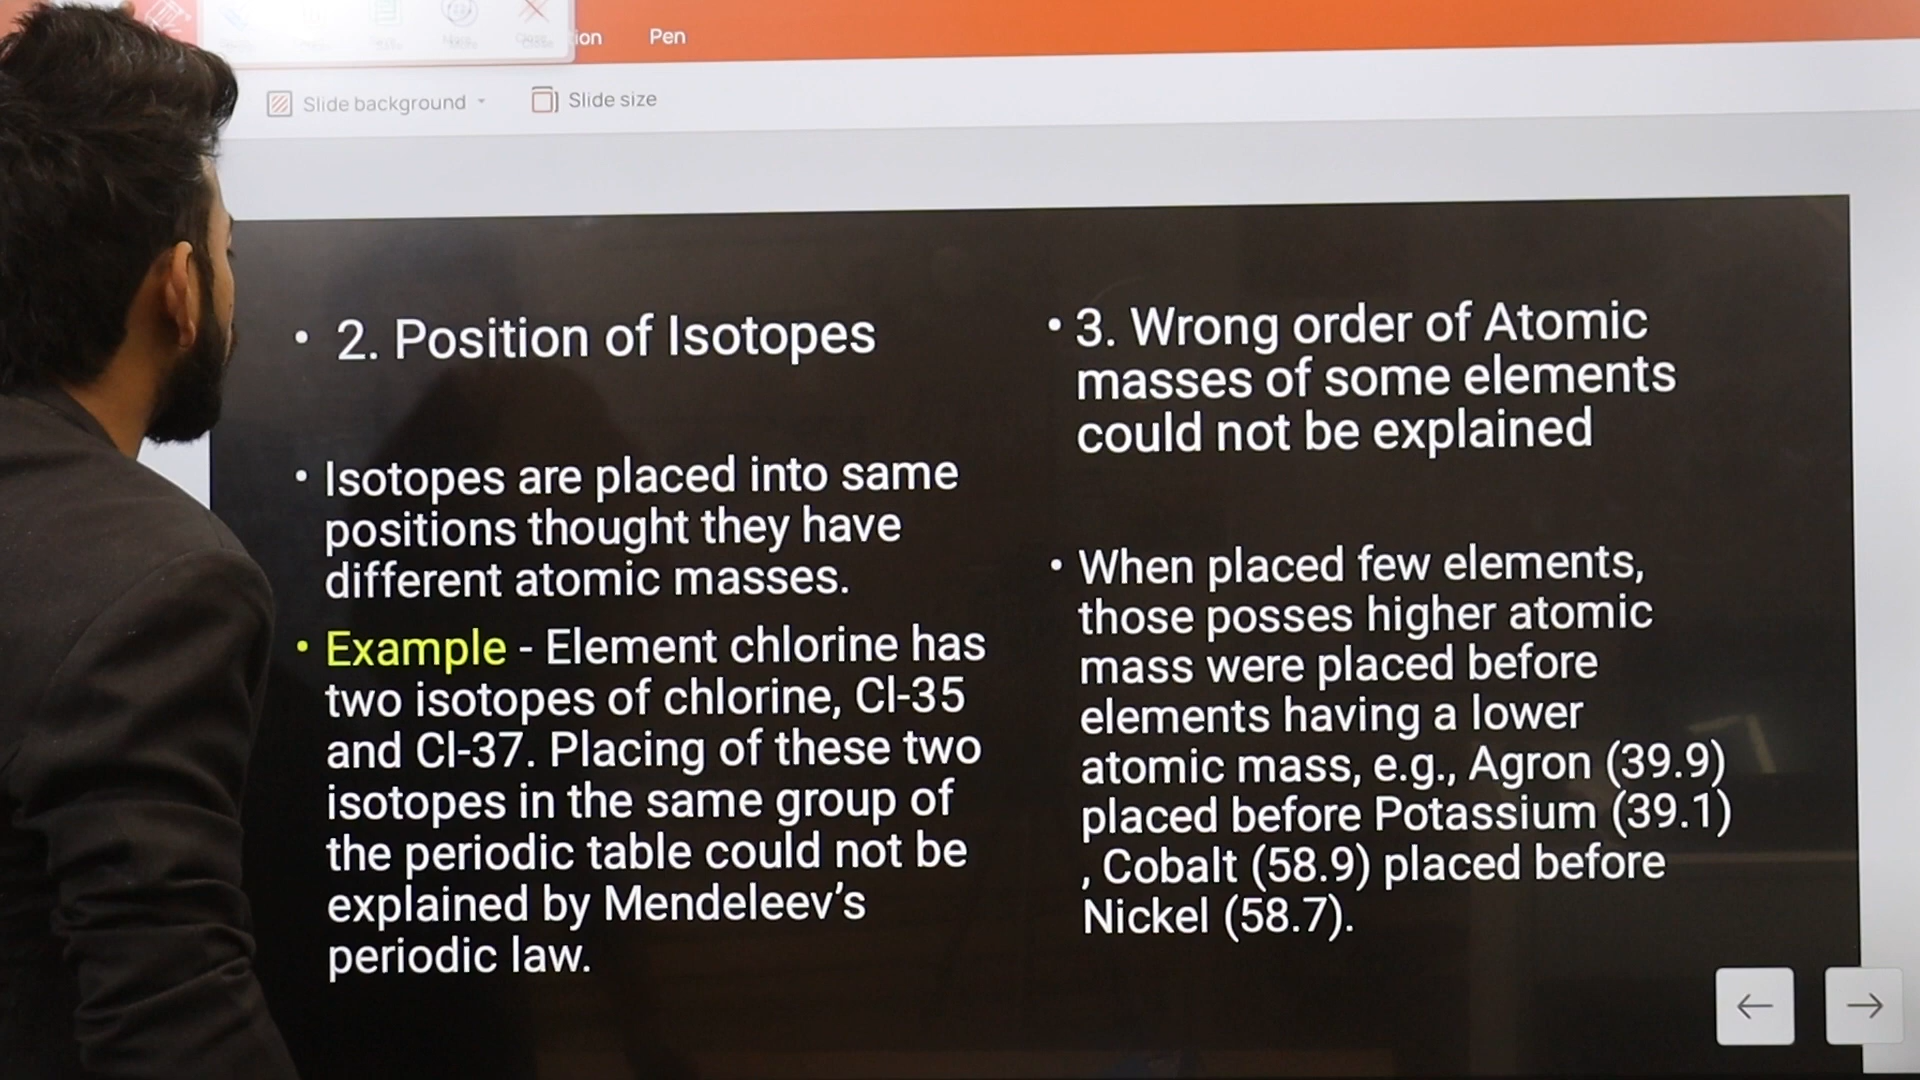 ion Pen
Close
Slide background
Slide size
• 2. Position of Isotopes
• Isotopes are placed into same
positions thought they have
different atomic masses.
• Example - Element chlorine has
two isotopes of chlorine, Cl-35
and Cl-37. Placing of these two
isotopes in the same group of
the periodic table could not be
explained by Mendeleev's
periodic law.
• 3. Wrong order of Atomic
masses of some elements
could not be explained
• When placed few elements,
those posses higher atomic
mass were placed before
elements having a lower
atomic mass, e.g., Agron (39.9)
placed before Potassium (39.1)
, Cobalt (58.9) placed before
Nickel (58.7).